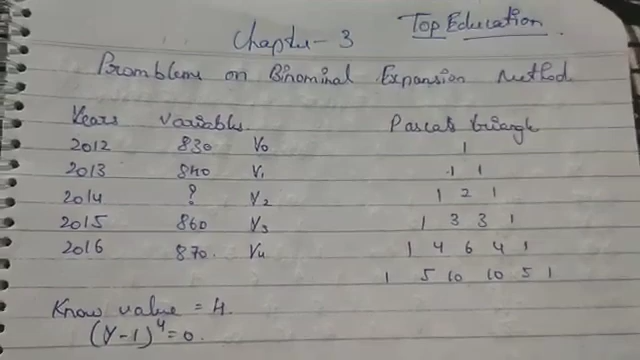 Chapter - 3 Top Education.
Promblems on Binominal Expansion Method.
Years Variables Pascals triangle
2012 830 Y₀ 1
2013 840 Y₁ 1 1
2014 ? Y₂ 1 2 1
2015 860 Y₃ 1 3 3 1
2016 870. Y₄ 1 4 6 4 1
1 5 10 10 5 1
Know value = 4.
(Y-1)⁴=0.